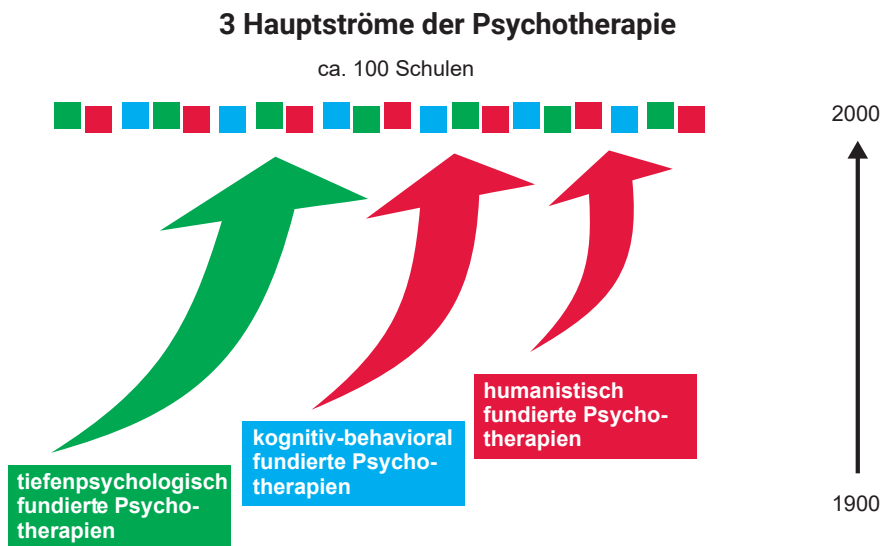 3 Hauptströme der Psychotherapie
ca. 100 Schulen
2000
humanistisch
fundierte Psycho-
therapien
kognitiv-behavioral
fundierte Psycho-
therapien
tiefenpsychologisch
fundierte Psycho-
therapien
1900